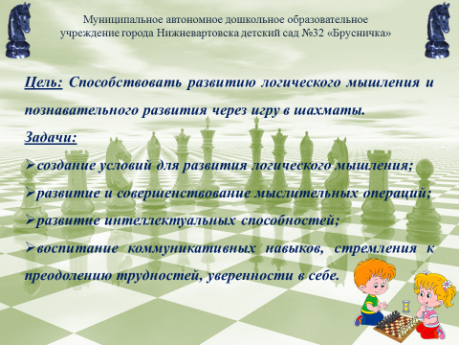 Муниципальное автономное дошкольное образовательное
учреждение города Нижневартовска детский сад №32 «Брусничка»
Цель: Способствовать развитию логического мышления и
познавательного развития через игру в шахматы.
Задачи:
➢создание условий для развития логического мышления;
➢развитие и совершенствование мыслительных операций;
➢развитие интеллектуальных способностей;
➢воспитание коммуникативных навыков, стремления к
преодолению трудностей, уверенности в себе.